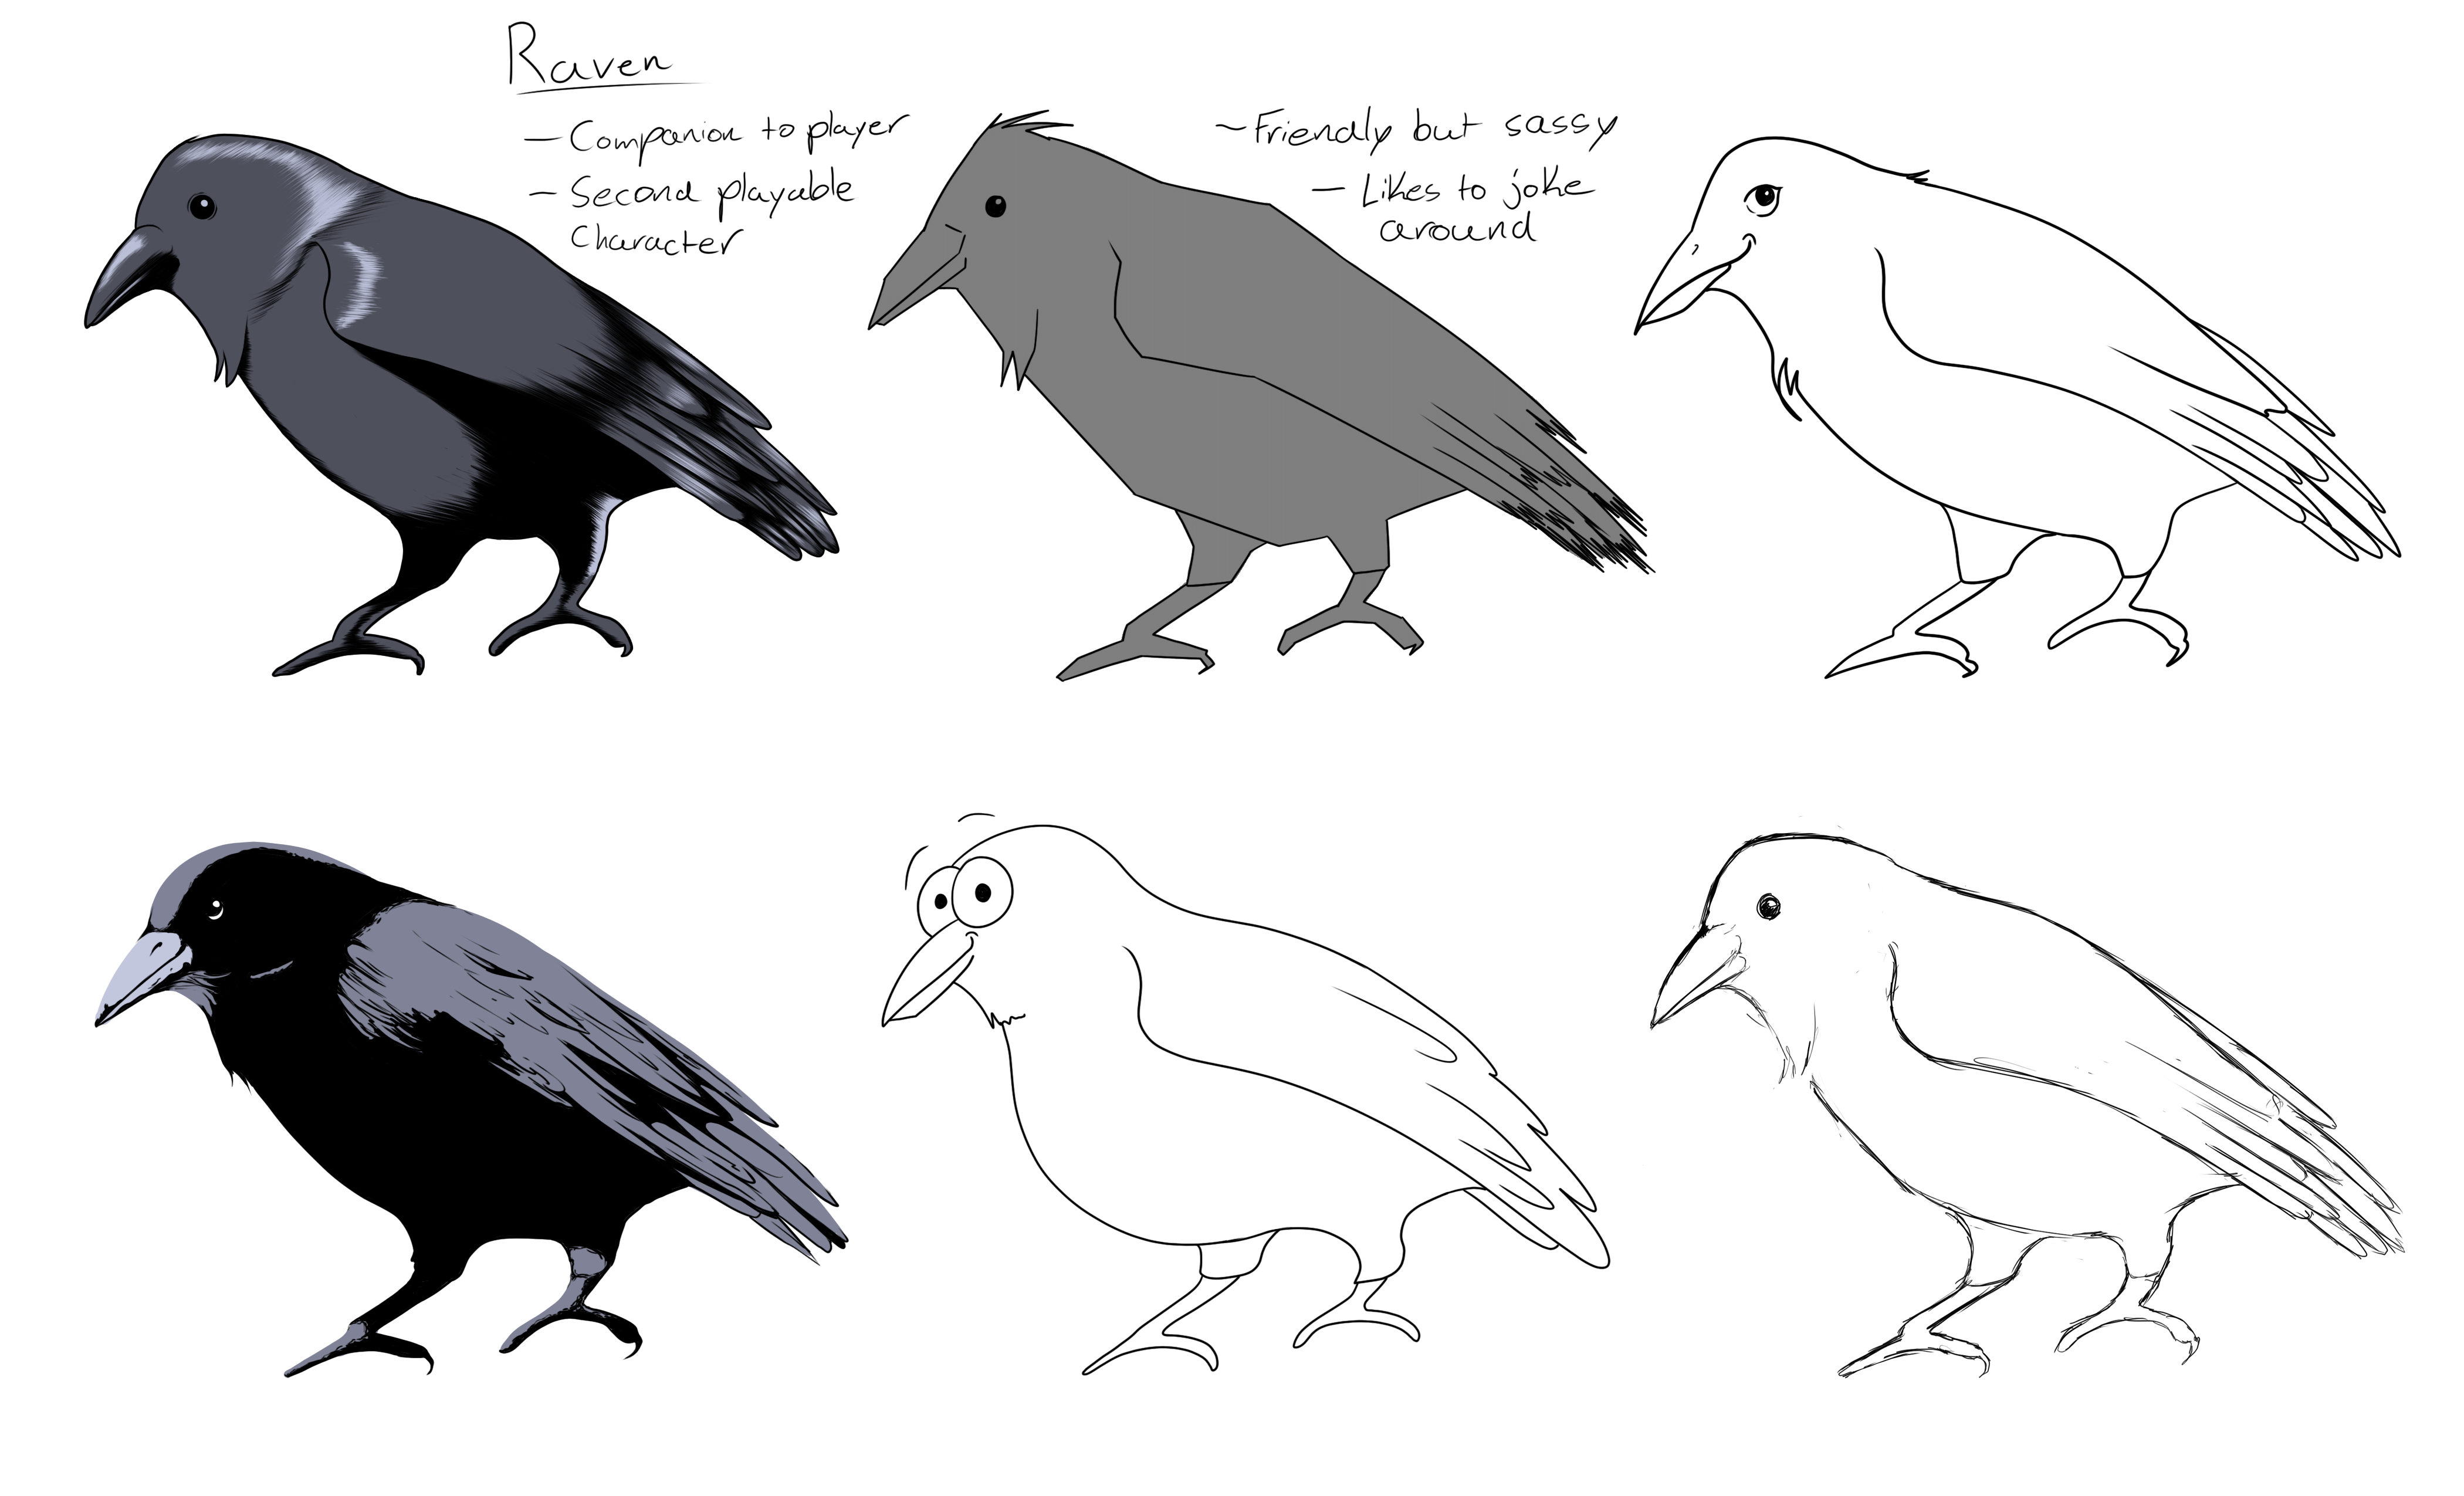 Raven
— Companion to player
— Second playable
Character
~ Friendly but sassy
— Likes to joke
around